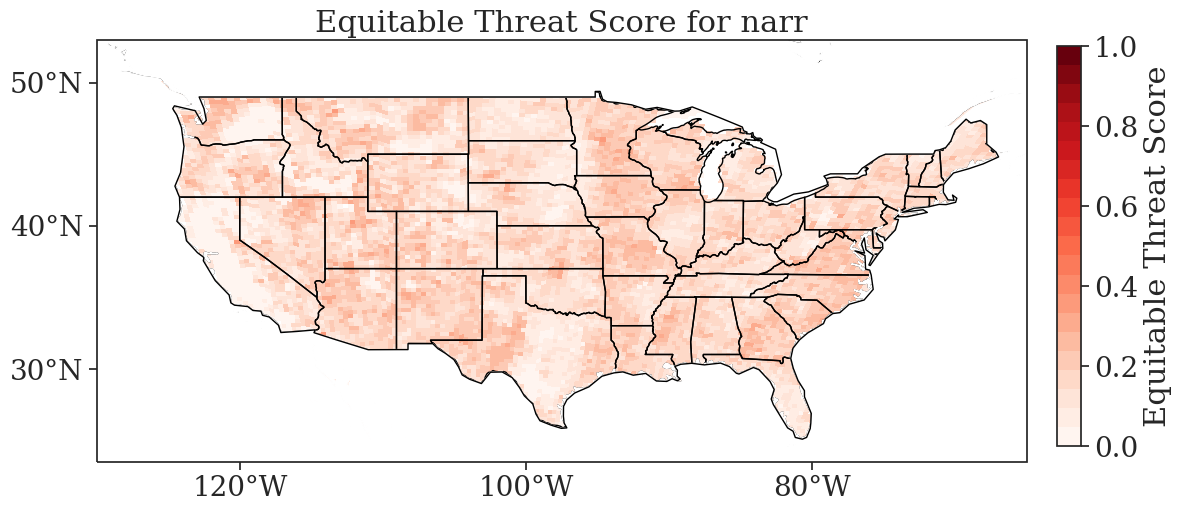 Equitable Threat Score for narr
50°N
40°N
30°N
120°W
100°W
80°W
1.0
0.8
0.6
0.4
0.2
0.0
Equitable Threat Score